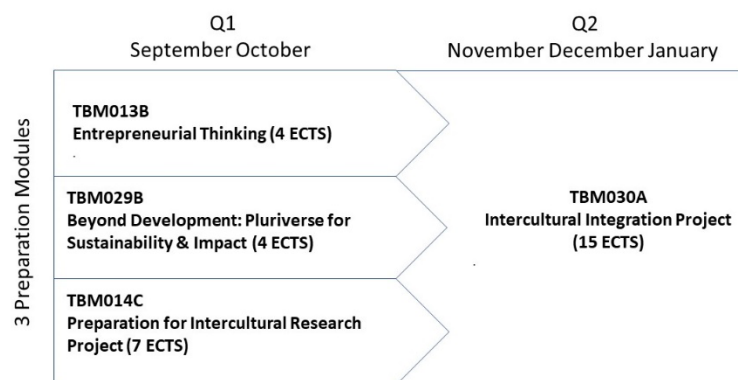 Q1
September October
Q2
November December January
3 Preparation Modules
TBM013B
Entrepreneurial Thinking (4 ECTS)
.
TBM029B
Beyond Development: Pluriverse for
Sustainability & Impact (4 ECTS)
TBM014C
Preparation for Intercultural Research
Project (7 ECTS)
TBM030A
Intercultural Integration Project
(15 ECTS)
.